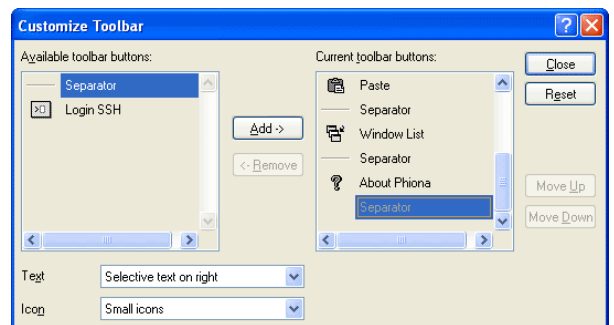 Customize Toolbar
Available toolbar buttons:
Separator
Login SSH
Add ->
<- Remove
Current toolbar buttons:
Paste
Separator
Window List
Separator
About Phiona
Separator
Close
Reset
Move Up
Move Down
Text
Selective text on right
Icon
Small icons